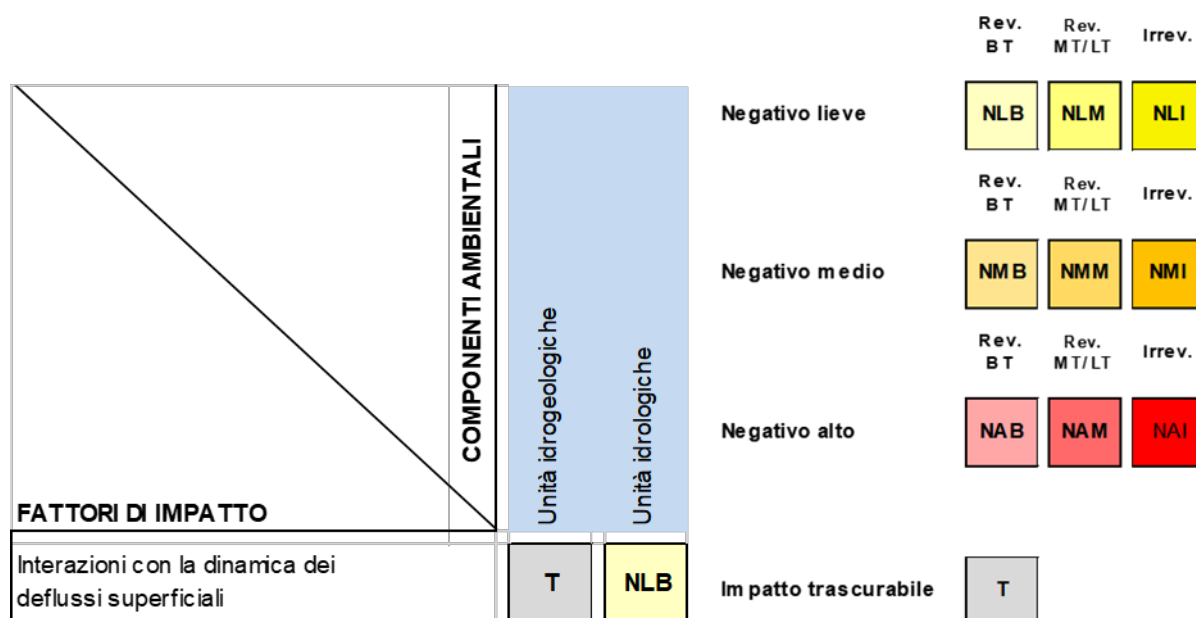 COMPONENTI AMBIENTALI
Unità idrogeologiche
Unità idrologiche
FATTORI DI IMPATTO
Interazioni con la dinamica dei
deflussi superficiali
T
NLB
Rev.
BT
Rev.
MT/LT
Irrev.
Negativo lieve
NLB
NLM
NLI
Rev.
BT
Rev.
MT/LT
Irrev.
Negativo medio
NMB
NMM
NMI
Rev.
BT
Rev.
MT/LT
Irrev.
Negativo alto
NAB
NAM
NAI
Impatto trascurabile
T